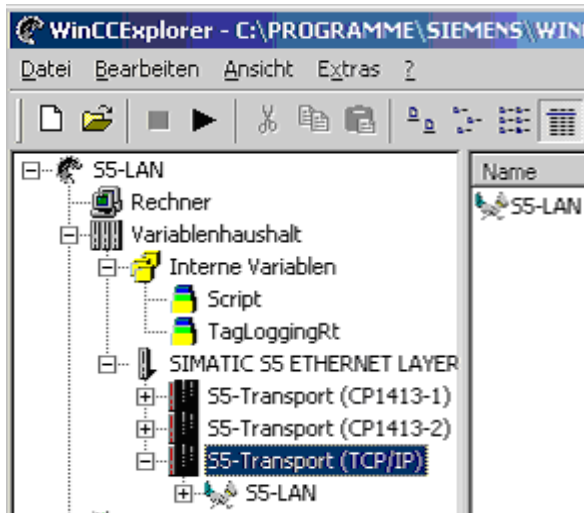 WinCCExplorer - C:\PROGRAMME\SIEMENS\WIN
Datei Bearbeiten Ansicht Extras ?
S5-LAN
Name
Rechner
S5-LAN
Variablenhaushalt
Interne Variablen
Script
TagLoggingRt
SIMATIC S5 ETHERNET LAYER
S5-Transport (CP1413-1)
S5-Transport (CP1413-2)
S5-Transport (TCP/IP)
S5-LAN